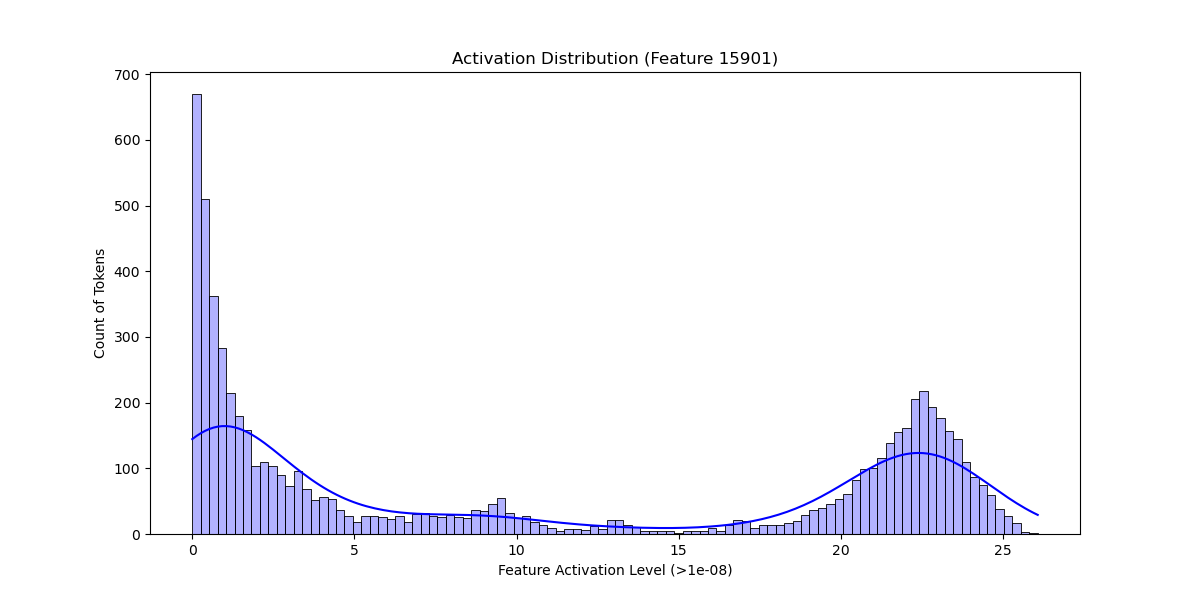 Activation Distribution (Feature 15901)
700
600
500
400
300
200
100
0
Count of Tokens
0 5 10 15 20 25
Feature Activation Level (>1e-08)